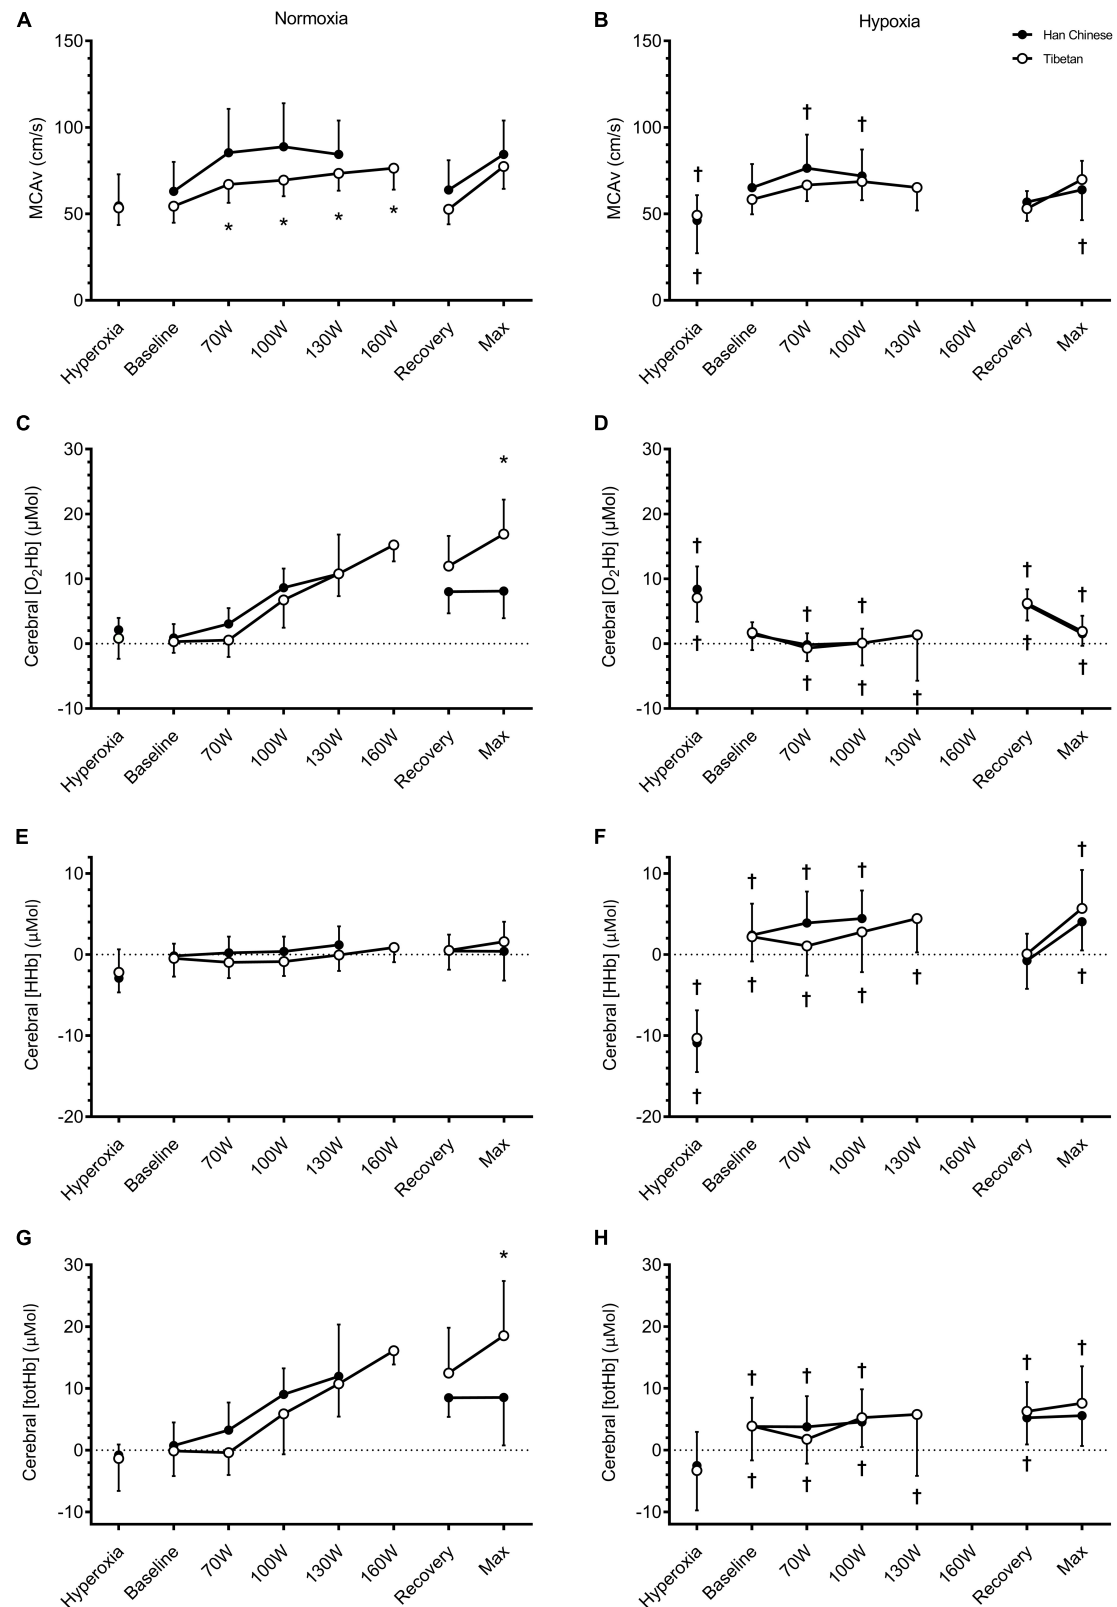 A
Normoxia
B
Hypoxia
Han Chinese
Tibetan
150
100
50
0
MCAv (cm/s)
* * * *
Hyperoxia
Baseline
70W
100W
130W
160W
Recovery
Max
150
100
50
0
MCAv (cm/s)
† † †
† †
Hyperoxia
Baseline
70W
100W
130W
160W
Recovery
Max
C
30
20
10
0
-10
Cerebral [O₂Hb] (µMol)
*
Hyperoxia
Baseline
70W
100W
130W
160W
Recovery
Max
D
30
20
10
0
-10
Cerebral [O₂Hb] (µMol)
† † † † †
† † † † † †
Hyperoxia
Baseline
70W
100W
130W
160W
Recovery
Max
E
10
0
-10
-20
Cerebral [HHb] (µMol)
Hyperoxia
Baseline
70W
100W
130W
160W
Recovery
Max
F
10
0
-10
-20
Cerebral [HHb] (µMol)
† † † † †
† † † † † †
Hyperoxia
Baseline
70W
100W
130W
160W
Recovery
Max
G
30
20
10
0
-10
Cerebral [totHb] (µMol)
*
Hyperoxia
Baseline
70W
100W
130W
160W
Recovery
Max
H
30
20
10
0
-10
Cerebral [totHb] (µMol)
† † † † †
† † † † †
Hyperoxia
Baseline
70W
100W
130W
160W
Recovery
Max